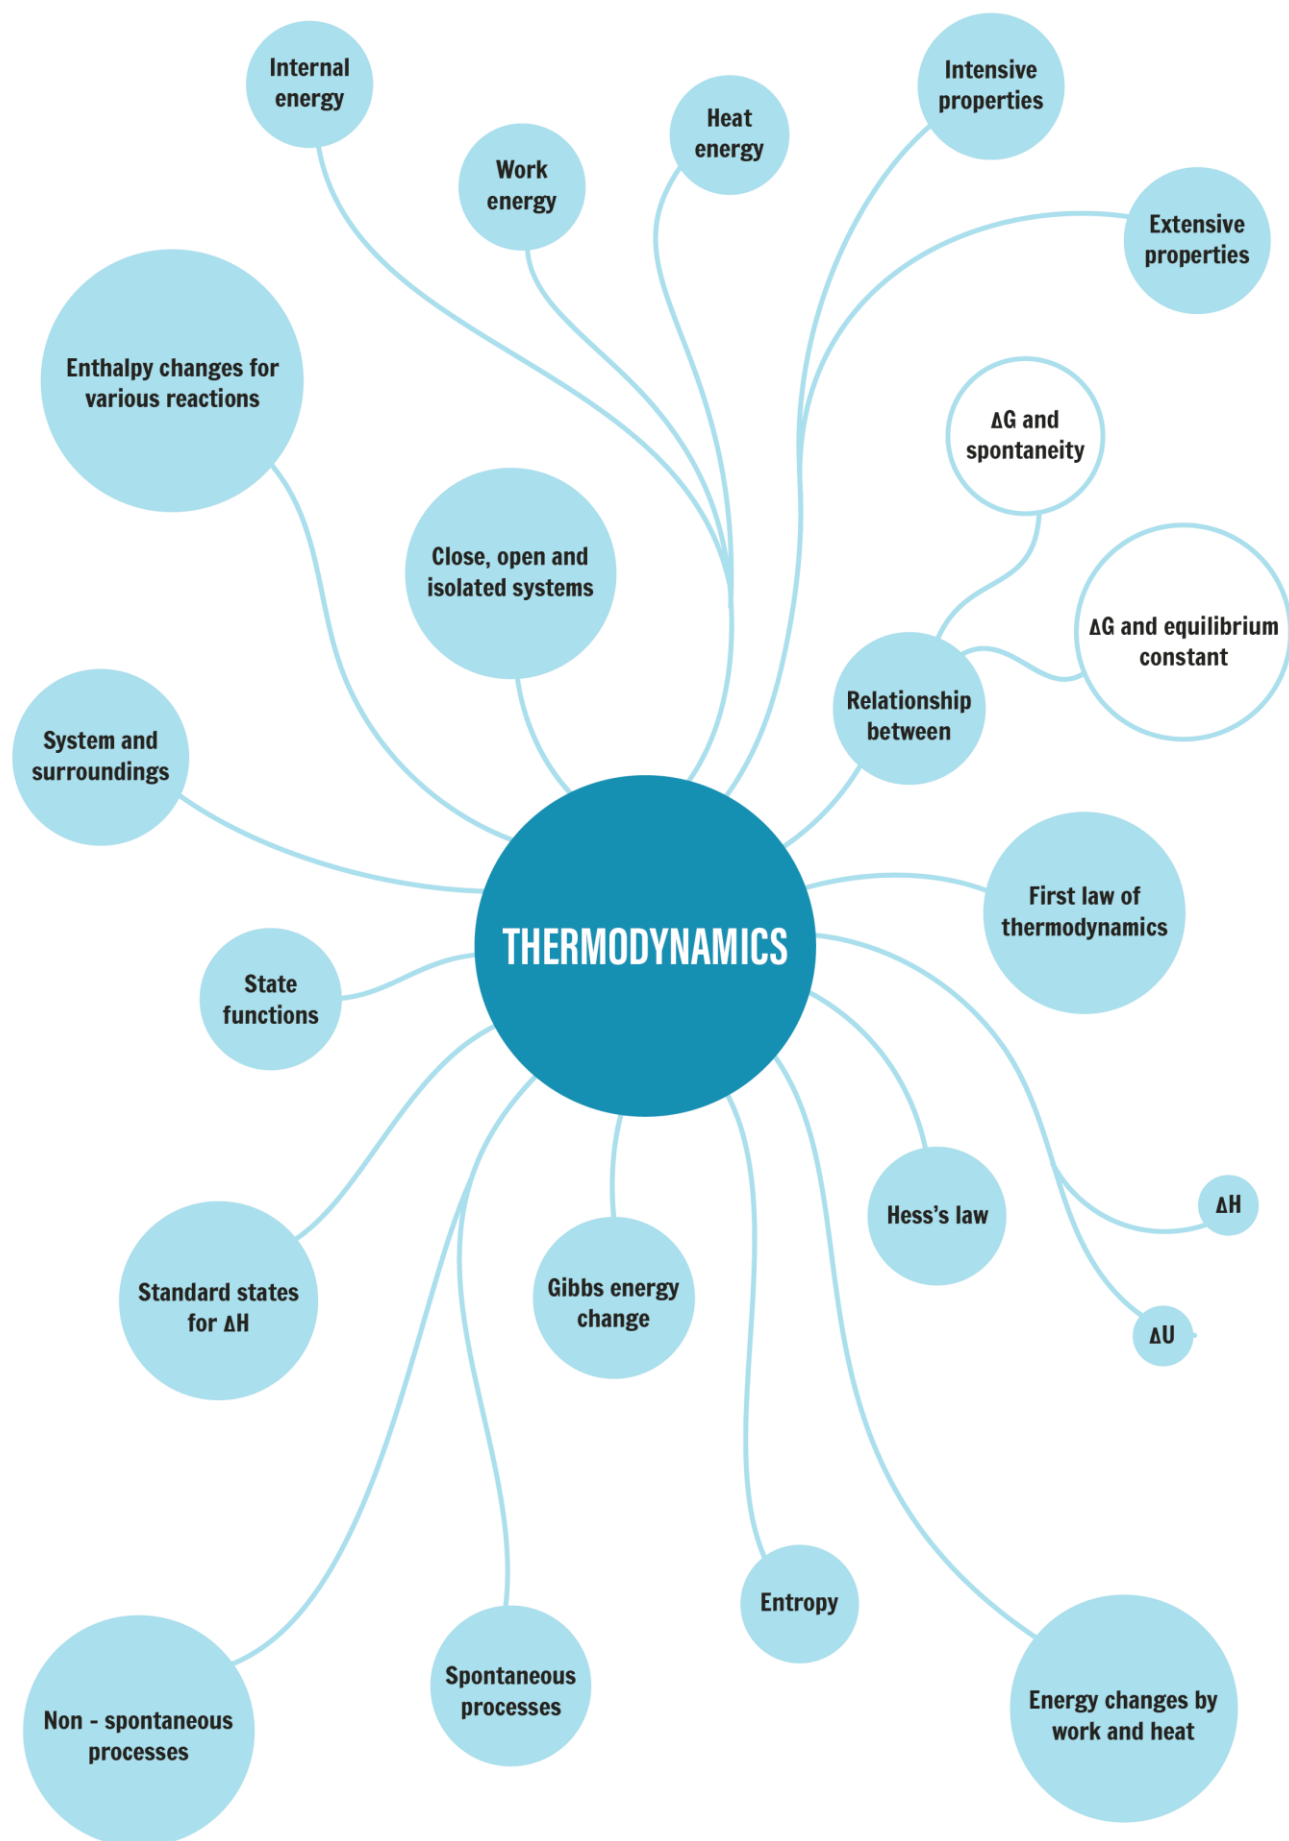 Internal
energy
Work
energy
Heat
energy
Intensive
properties
Extensive
properties
Enthalpy changes for
various reactions
ΔG and
spontaneity
Close, open and
isolated systems
ΔG and equilibrium
constant
Relationship
between
System and
surroundings
First law of
thermodynamics
THERMODYNAMICS
State
functions
Hess's law
ΔH
Standard states
for ΔH
Gibbs energy
change
ΔU
Entropy
Spontaneous
processes
Energy changes by
work and heat
Non - spontaneous
processes